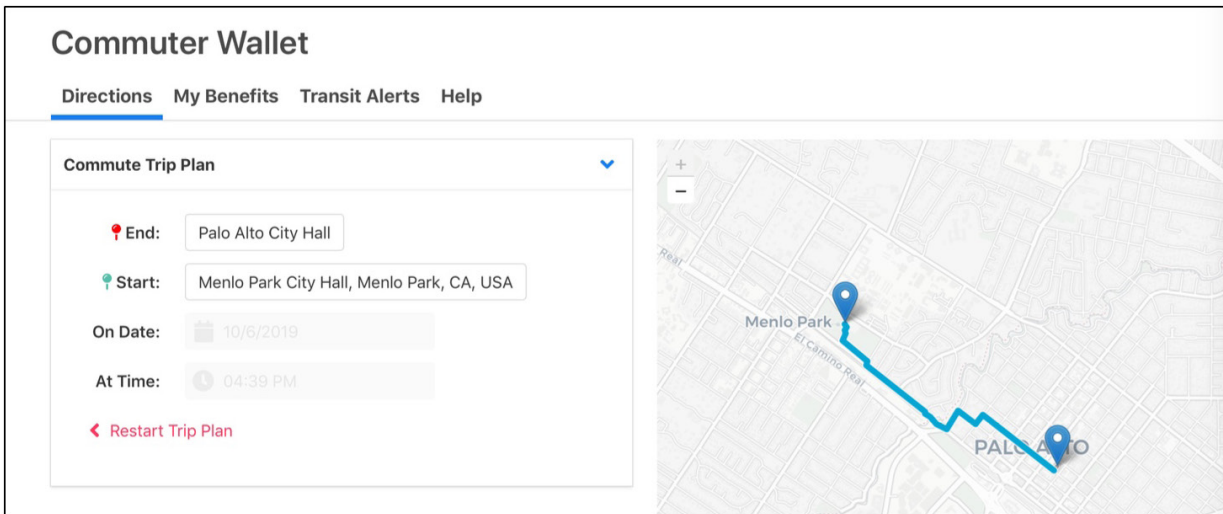 Commuter Wallet
Directions My Benefits Transit Alerts Help
Commute Trip Plan
End: Palo Alto City Hall
Start: Menlo Park City Hall, Menlo Park, CA, USA
On Date: 10/6/2019
At Time: 04:39 PM
Restart Trip Plan
+
−
Real
Menlo Park
El Camino Real
PALO ALTO